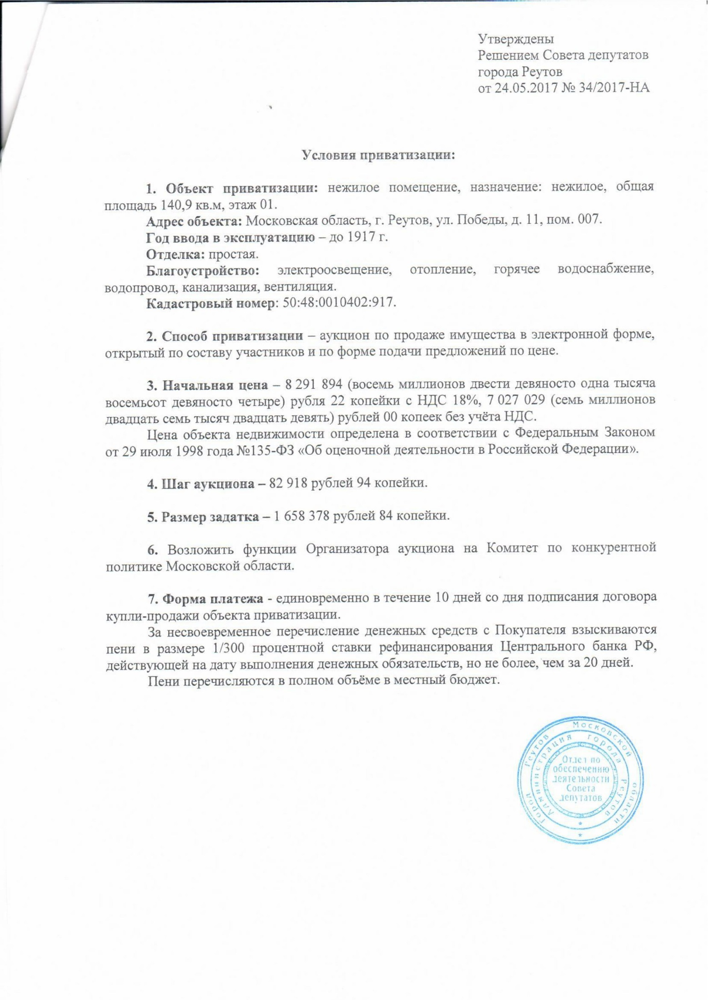 Утверждены
Решением Совета депутатов
города Реутов
от 24.05.2017 № 34/2017-НА
Условия приватизации:
1. Объект приватизации: нежилое помещение, назначение: нежилое, общая
площадь 140,9 кв.м, этаж 01.
Адрес объекта: Московская область, г. Реутов, ул. Победы, д. 11, пом. 007.
Год ввода в эксплуатацию – до 1917 г.
Отделка: простая.
Благоустройство: электроосвещение, отопление, горячее водоснабжение,
водопровод, канализация, вентиляция.
Кадастровый номер: 50:48:0010402:917.
2. Способ приватизации – аукцион по продаже имущества в электронной форме,
открытый по составу участников и по форме подачи предложений по цене.
3. Начальная цена – 8 291 894 (восемь миллионов двести девяносто одна тысяча
восемьсот девяносто четыре) рубля 22 копейки с НДС 18%, 7 027 029 (семь миллионов
двадцать семь тысяч двадцать девять) рублей 00 копеек без учёта НДС.
Цена объекта недвижимости определена в соответствии с Федеральным Законом
от 29 июля 1998 года №135-ФЗ «Об оценочной деятельности в Российской Федерации».
4. Шаг аукциона – 82 918 рублей 94 копейки.
5. Размер задатка – 1 658 378 рублей 84 копейки.
6. Возложить функции Организатора аукциона на Комитет по конкурентной
политике Московской области.
7. Форма платежа - единовременно в течение 10 дней со дня подписания договора
купли-продажи объекта приватизации.
За несвоевременное перечисление денежных средств с Покупателя взыскиваются
пени в размере 1/300 процентной ставки рефинансирования Центрального банка РФ,
действующей на дату выполнения денежных обязательств, но не более, чем за 20 дней.
Пени перечисляются в полном объёме в местный бюджет.
Город Реутов Московской области
Администрация города Реутов
Отдел по
обеспечению
деятельности
Совета
депутатов